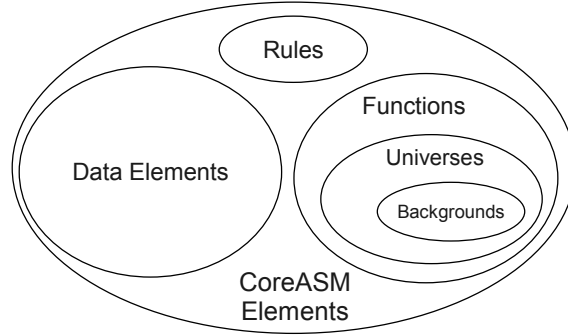 Rules
Functions
Universes
Data Elements
Backgrounds
CoreASM
Elements